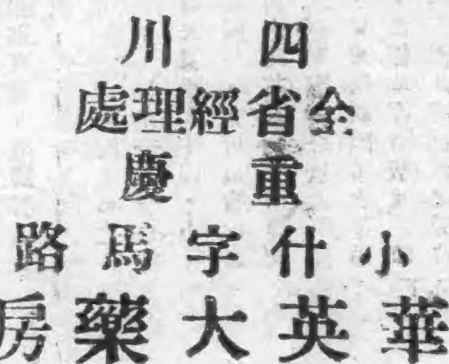 四川
全省經理處
重慶
小什字馬路
華英大藥房